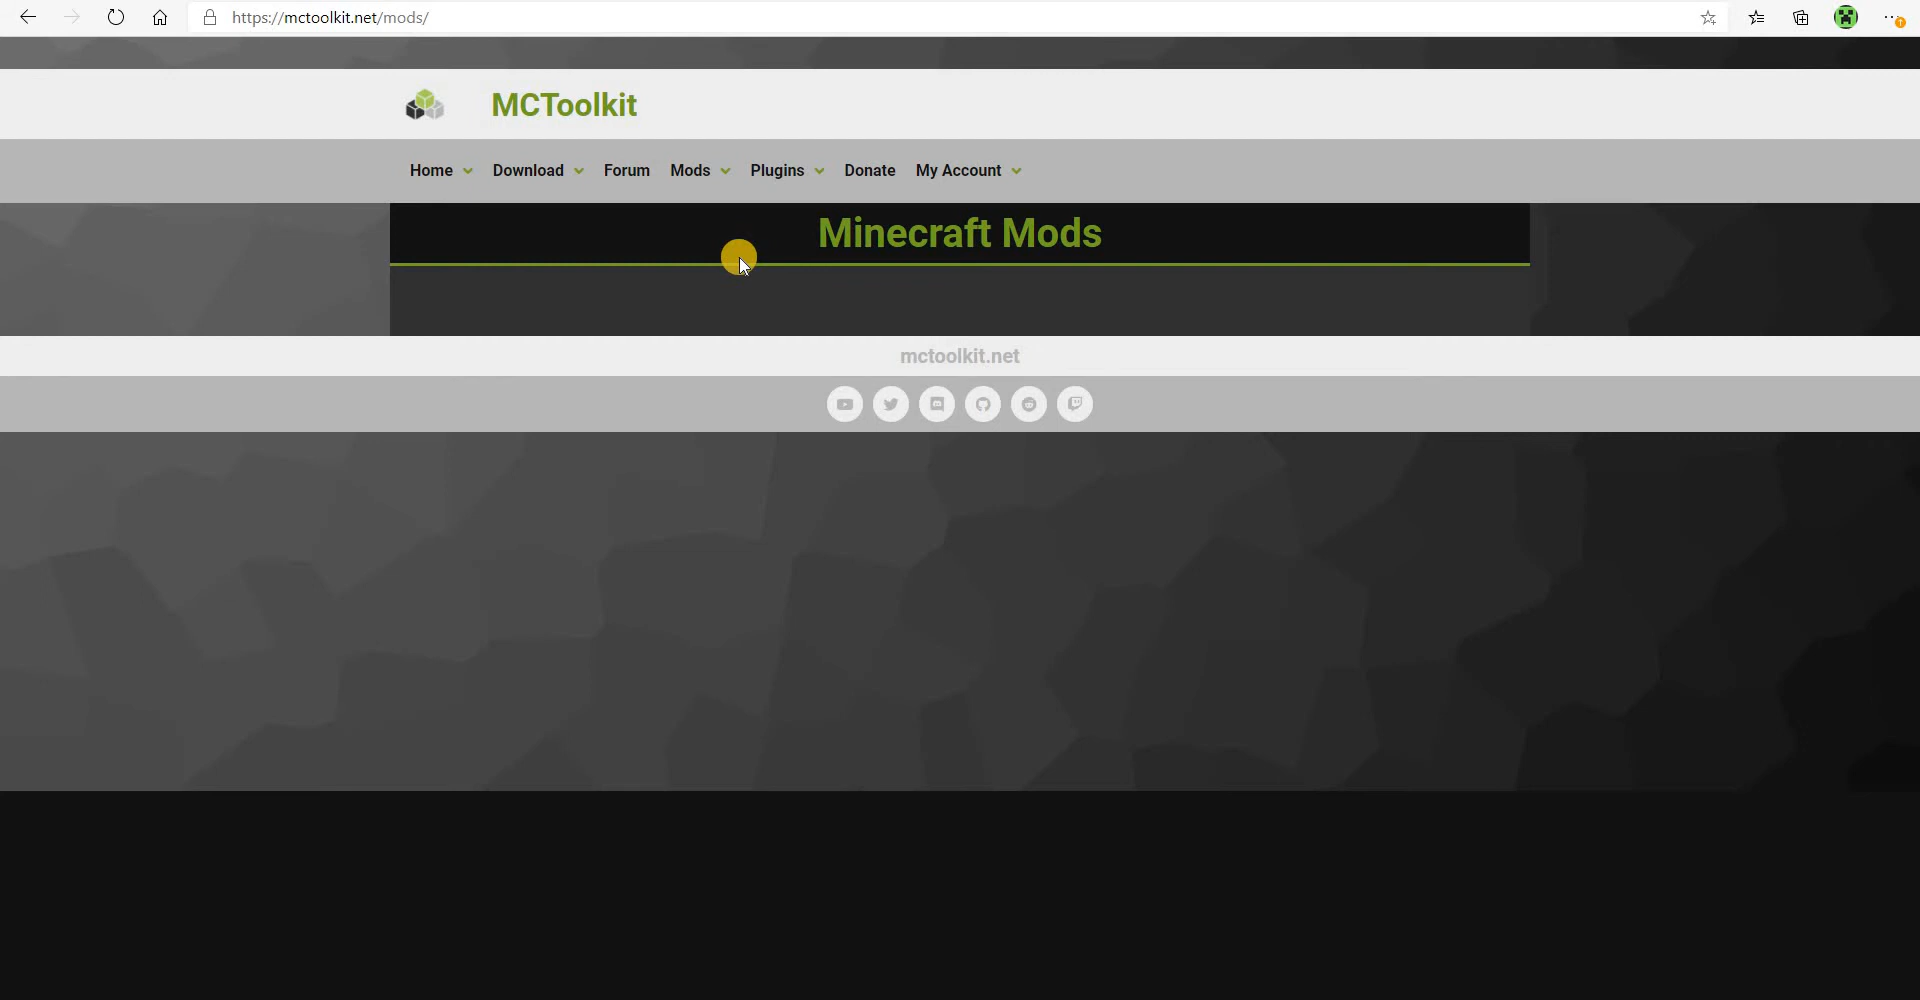 https://mctoolkit.net/mods/
MCToolkit
Home Download Forum Mods Plugins Donate My Account
Minecraft Mods
mctoolkit.net